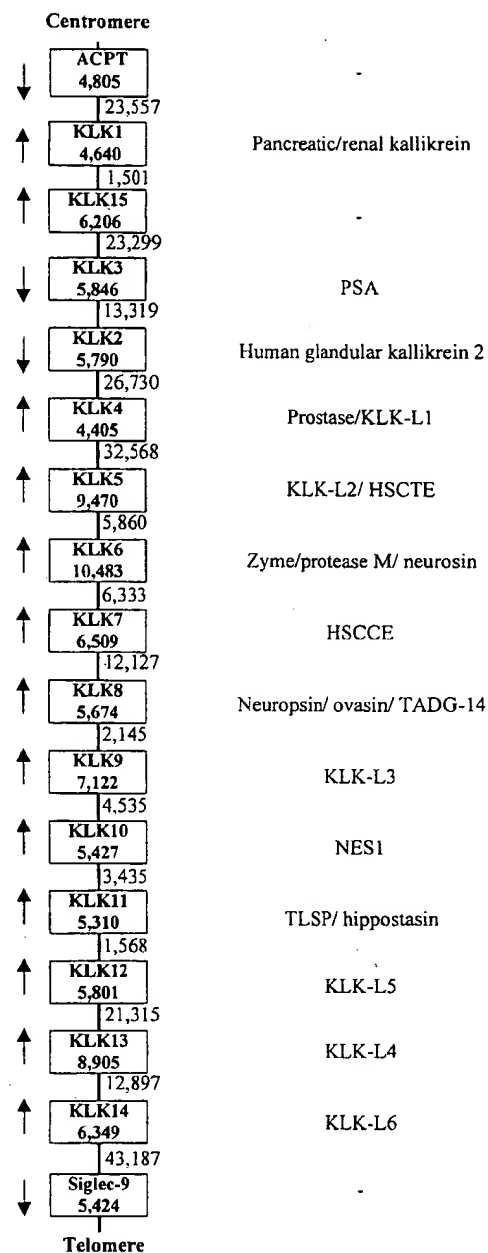 Centromere
ACPT
4,805
-
23,557
KLK1
4,640
Pancreatic/renal kallikrein
1,501
KLK15
6,206
-
23,299
KLK3
5,846
PSA
13,319
KLK2
5,790
Human glandular kallikrein 2
26,730
KLK4
4,405
Prostase/KLK-L1
32,568
KLK5
9,470
KLK-L2/ HSCTE
5,860
KLK6
10,483
Zyme/protease M/ neurosin
6,333
KLK7
6,509
HSCCE
12,127
KLK8
5,674
Neuropsin/ ovasin/ TADG-14
2,145
KLK9
7,122
KLK-L3
4,535
KLK10
5,427
NES1
3,435
KLK11
5,310
TLSP/ hippostasin
1,568
KLK12
5,801
KLK-L5
21,315
KLK13
8,905
KLK-L4
12,897
KLK14
6,349
KLK-L6
43,187
Siglec-9
5,424
-
Telomere